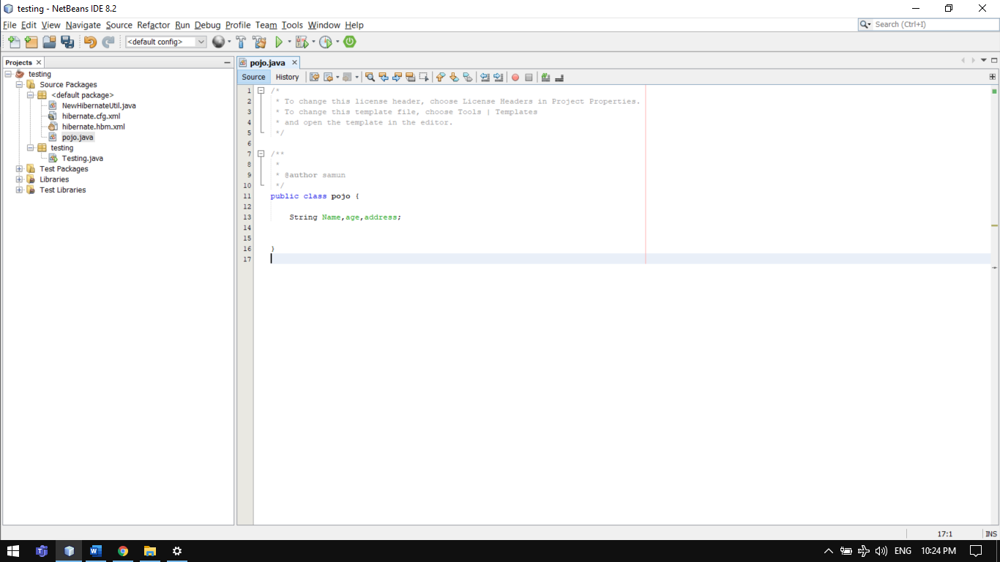 testing - NetBeans IDE 8.2
File Edit View Navigate Source Refactor Run Debug Profile Team Tools Window Help
Search (Ctrl+I)
<default config>
Projects
testing
Source Packages
<default package>
NewHibernateUtil.java
hibernate.cfg.xml
hibernate.hbm.xml
pojo.java
testing
Testing.java
Test Packages
Libraries
Test Libraries
pojo.java
Source History
1 /*
2 * To change this license header, choose License Headers in Project Properties.
3 * To change this template file, choose Tools | Templates
4 * and open the template in the editor.
5 */
6
7 /**
8 *
9 * @author samun
10 */
11 public class pojo {
12
13 String Name,age,address;
14
15
16 }
17
17:1 INS
ENG 10:24 PM